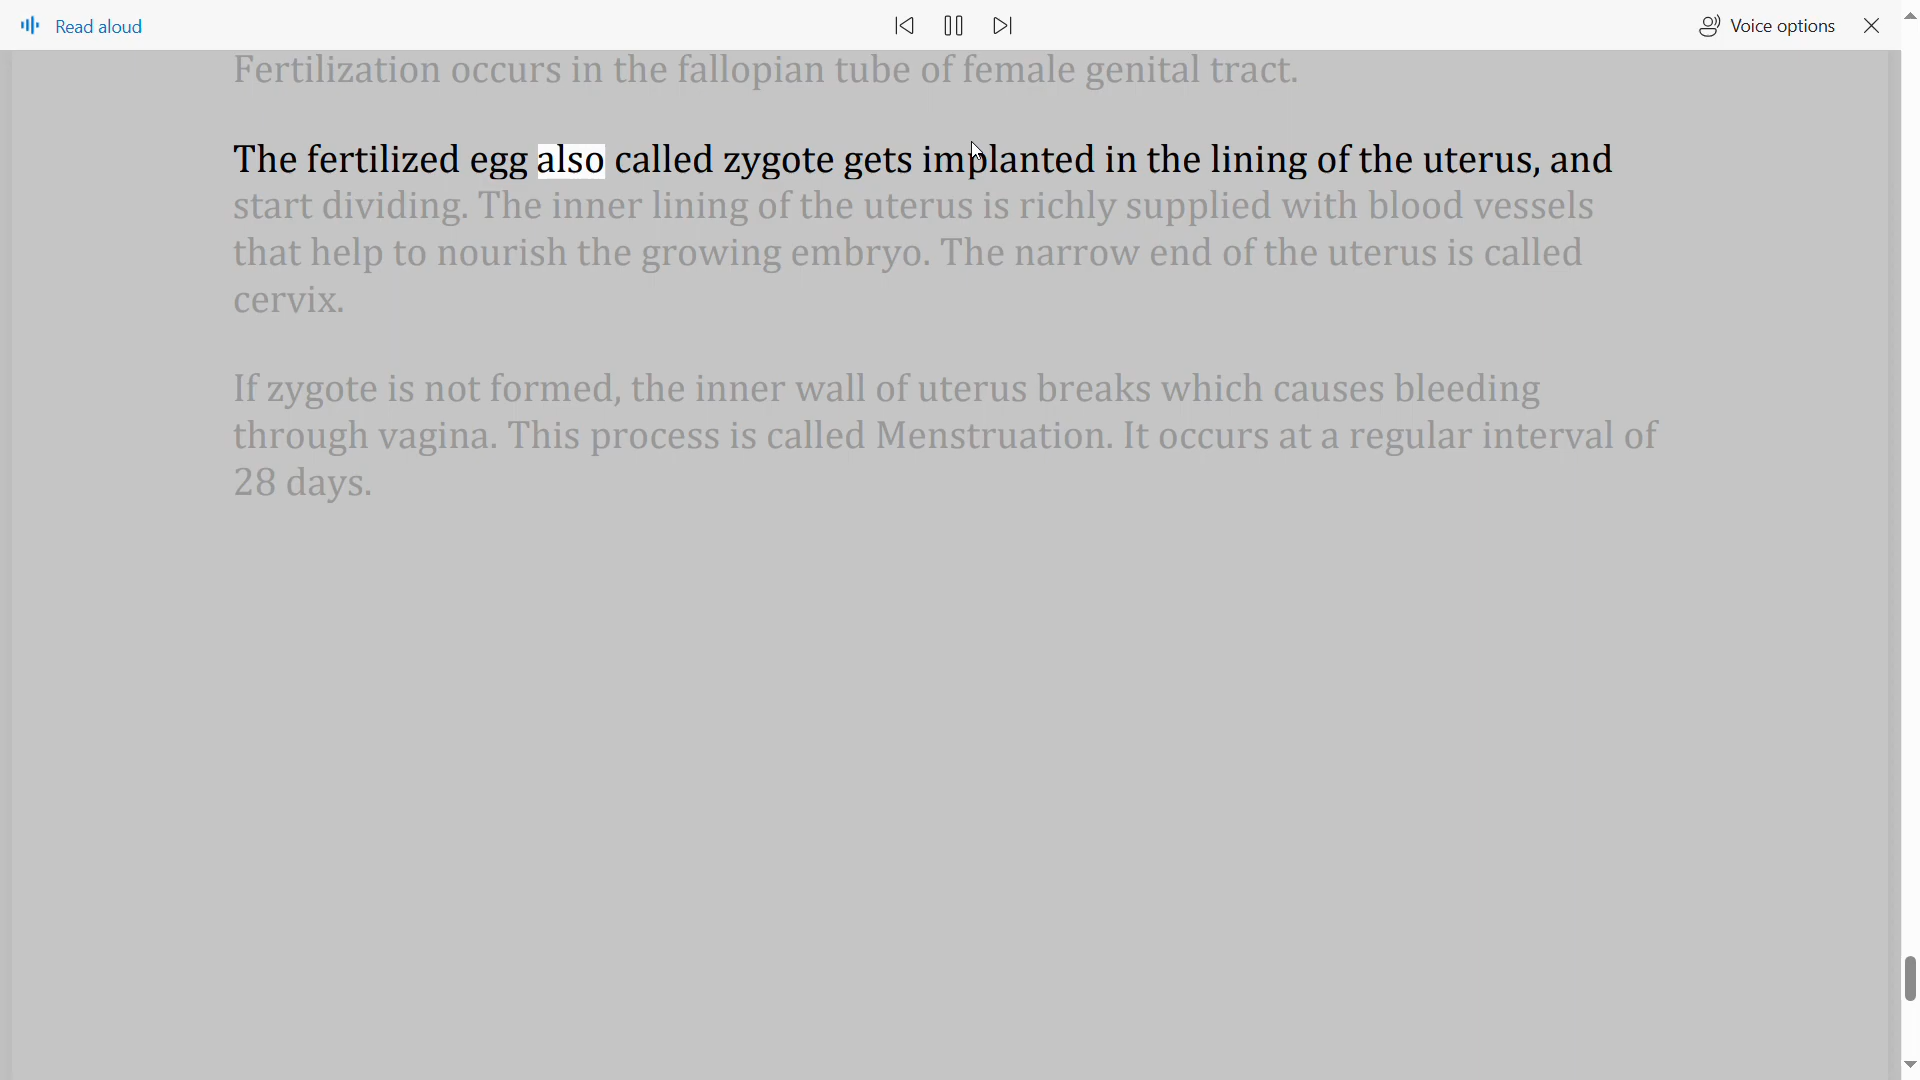 Read aloud
Voice options
Fertilization occurs in the fallopian tube of female genital tract.
The fertilized egg also called zygote gets implanted in the lining of the uterus, and
start dividing. The inner lining of the uterus is richly supplied with blood vessels
that help to nourish the growing embryo. The narrow end of the uterus is called
cervix.
If zygote is not formed, the inner wall of uterus breaks which causes bleeding
through vagina. This process is called Menstruation. It occurs at a regular interval of
28 days.